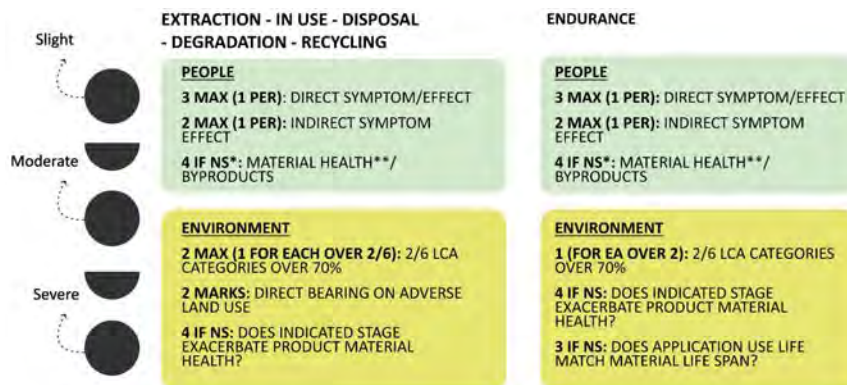 EXTRACTION - IN USE - DISPOSAL
- DEGRADATION - RECYCLING
ENDURANCE
Slight
Moderate
Severe
PEOPLE
3 MAX (1 PER): DIRECT SYMPTOM/EFFECT
2 MAX (1 PER): INDIRECT SYMPTOM
EFFECT
4 IF NS*: MATERIAL HEALTH**/
BYPRODUCTS
PEOPLE
3 MAX (1 PER): DIRECT SYMPTOM/EFFECT
2 MAX (1 PER): INDIRECT SYMPTOM
EFFECT
4 IF NS*: MATERIAL HEALTH**/
BYPRODUCTS
ENVIRONMENT
2 MAX (1 FOR EACH OVER 2/6): 2/6 LCA
CATEGORIES OVER 70%
2 MARKS: DIRECT BEARING ON ADVERSE
LAND USE
4 IF NS: DOES INDICATED STAGE
EXACERBATE PRODUCT MATERIAL
HEALTH?
ENVIRONMENT
1 (FOR EA OVER 2): 2/6 LCA CATEGORIES
OVER 70%
4 IF NS: DOES INDICATED STAGE
EXACERBATE PRODUCT MATERIAL
HEALTH?
3 IF NS: DOES APPLICATION USE LIFE
MATCH MATERIAL LIFE SPAN?